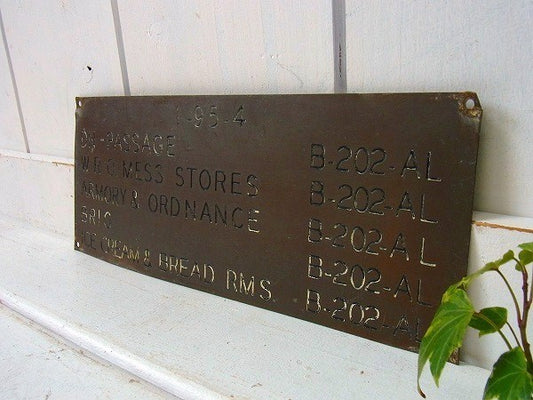 1-95-4
PASSAGE B-202-AL
W.R.O. MESS STORES B-202-AL
ARMORY & ORDNANCE B-202-AL
BRIG B-202-AL
ICE CREAM & BREAD RMS. B-202-AL